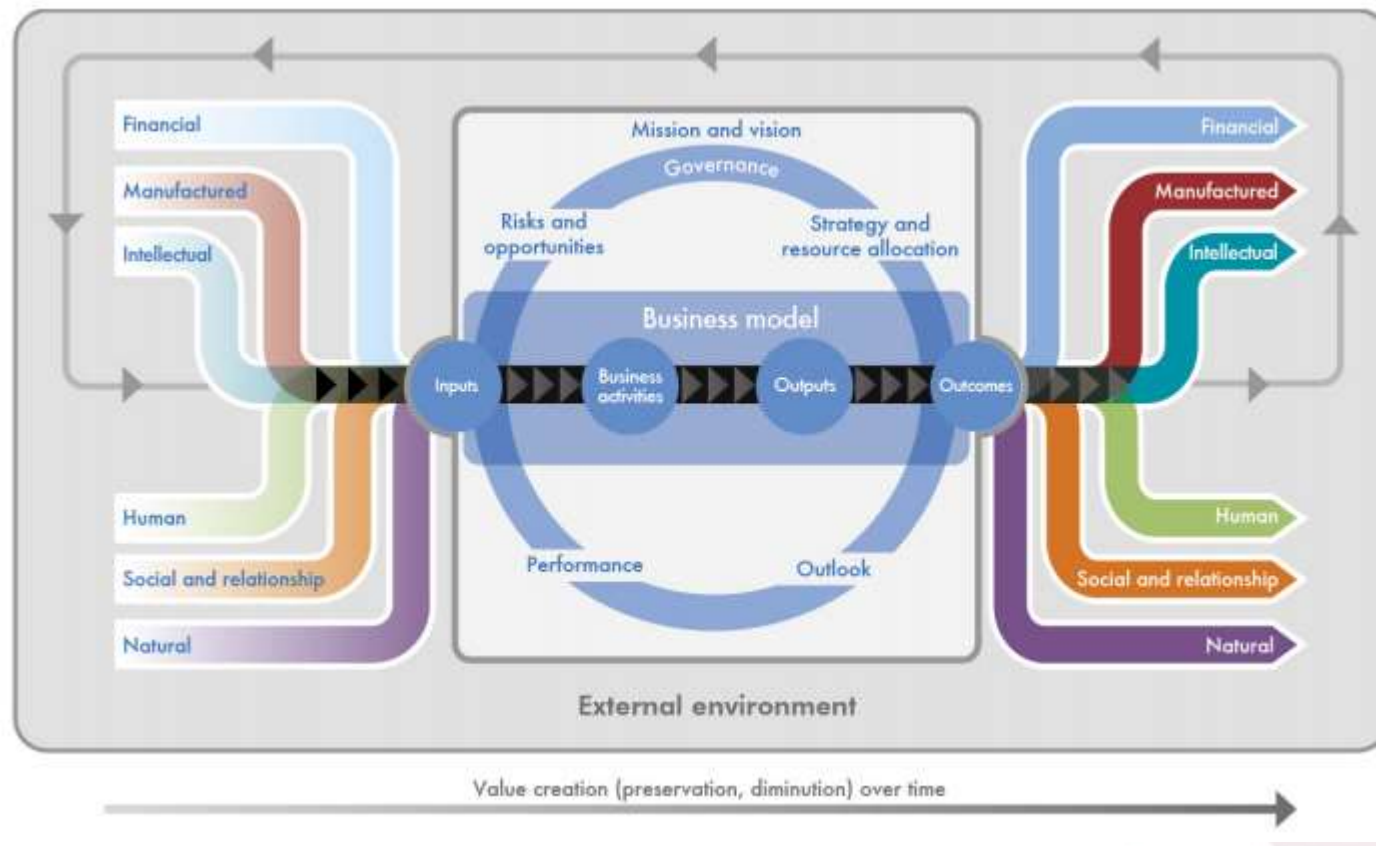 Financial
Manufactured
Intellectual
Human
Social and relationship
Natural
Mission and vision
Governance
Risks and
opportunities
Strategy and
resource allocation
Business model
Inputs
Business
activities
Outputs
Outcomes
Performance
Outlook
Financial
Manufactured
Intellectual
Human
Social and relationship
Natural
External environment
Value creation (preservation, diminution) over time